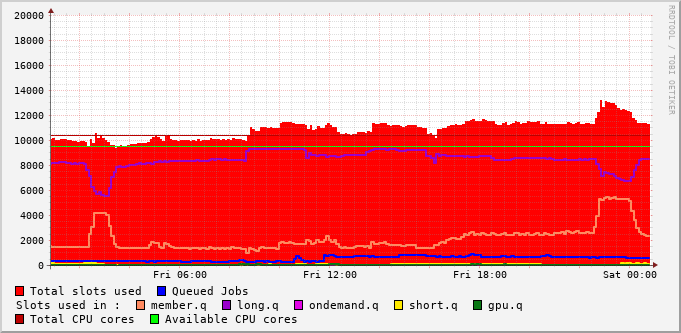 20000
18000
16000
14000
12000
10000
8000
6000
4000
2000
0
Fri 06:00 Fri 12:00 Fri 18:00 Sat 00:00
RRDTOOL / TOBI OETIKER
Total slots used Queued Jobs
Slots used in : member.q long.q ondemand.q short.q gpu.q
Total CPU cores Available CPU cores